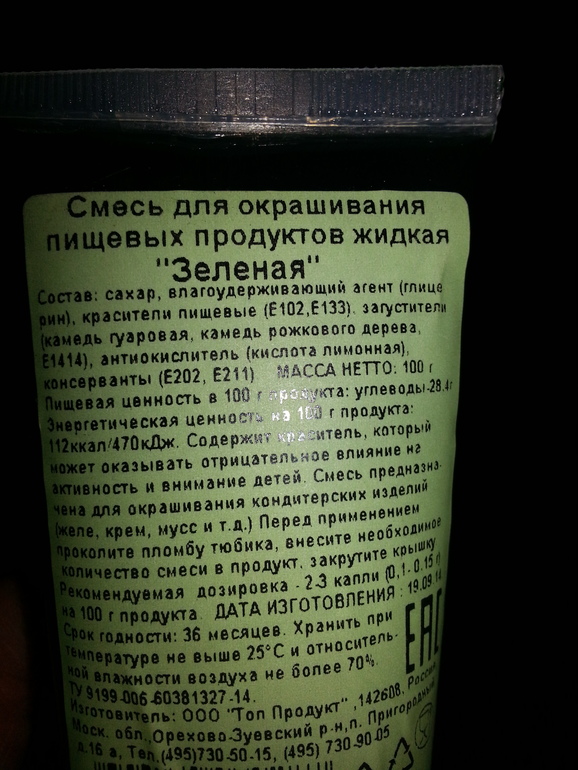 Смесь для окрашивания
пищевых продуктов жидкая
"Зеленая"
Состав: сахар, влагоудерживающий агент (глице
рин), красители пищевые (Е102,Е133), загустители
(камедь гуаровая, камедь рожкового дерева,
Е1414), антиокислитель (кислота лимонная),
консерванты (Е202, Е211) МАССА НЕТТО: 100 г
Пищевая ценность в 100 г продукта: углеводы-28.4г
Энергетическая ценность на 100 г продукта:
112ккал/470кДж. Содержит краситель, который
может оказывать отрицательное влияние на
активность и внимание детей. Смесь предназна-
чена для окрашивания кондитерских изделий
(желе, крем, мусс и т.д.) Перед применением
проколите пломбу тюбика, внесите необходимое
количество смеси в продукт, закрутите крышку
Рекомендуемая дозировка - 2-3 капли (0,1-0.15 г)
на 100 г продукта. ДАТА ИЗГОТОВЛЕНИЯ : 19.09.14
Срок годности: 36 месяцев. Хранить при
температуре не выше 25°С и относитель-
ной влажности воздуха не более 70%.
ТУ 9199-006-60381327-14.
Изготовитель: ООО "Топ Продукт" ,142608, Россия
Моск. обл.,Орехово-Зуевский р-н,п. Пригородный
д.16 а, Тел.(495)730-50-15, (495) 730-90-05
ЕАС